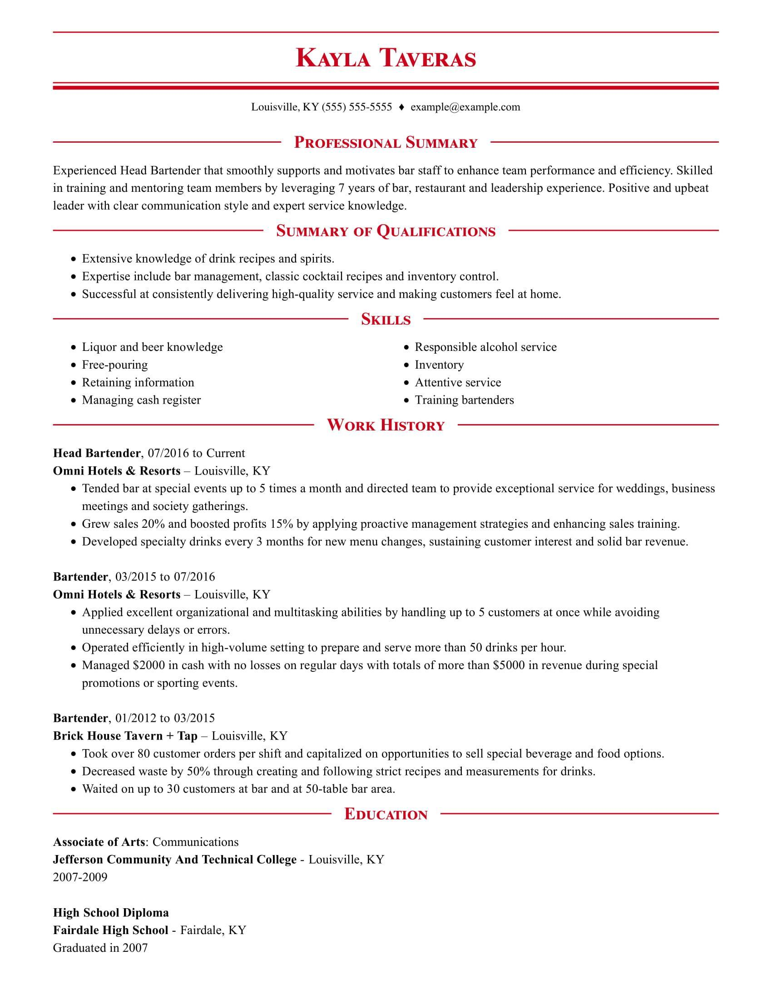 Kayla Taveras
Louisville, KY (555) 555-5555 ♦ example@example.com
Professional Summary
Experienced Head Bartender that smoothly supports and motivates bar staff to enhance team performance and efficiency. Skilled
in training and mentoring team members by leveraging 7 years of bar, restaurant and leadership experience. Positive and upbeat
leader with clear communication style and expert service knowledge.
Summary of Qualifications
• Extensive knowledge of drink recipes and spirits.
• Expertise include bar management, classic cocktail recipes and inventory control.
• Successful at consistently delivering high-quality service and making customers feel at home.
Skills
• Liquor and beer knowledge
• Free-pouring
• Retaining information
• Managing cash register
• Responsible alcohol service
• Inventory
• Attentive service
• Training bartenders
Work History
Head Bartender, 07/2016 to Current
Omni Hotels & Resorts – Louisville, KY
• Tended bar at special events up to 5 times a month and directed team to provide exceptional service for weddings, business
meetings and society gatherings.
• Grew sales 20% and boosted profits 15% by applying proactive management strategies and enhancing sales training.
• Developed specialty drinks every 3 months for new menu changes, sustaining customer interest and solid bar revenue.
Bartender, 03/2015 to 07/2016
Omni Hotels & Resorts – Louisville, KY
• Applied excellent organizational and multitasking abilities by handling up to 5 customers at once while avoiding
unnecessary delays or errors.
• Operated efficiently in high-volume setting to prepare and serve more than 50 drinks per hour.
• Managed $2000 in cash with no losses on regular days with totals of more than $5000 in revenue during special
promotions or sporting events.
Bartender, 01/2012 to 03/2015
Brick House Tavern + Tap – Louisville, KY
• Took over 80 customer orders per shift and capitalized on opportunities to sell special beverage and food options.
• Decreased waste by 50% through creating and following strict recipes and measurements for drinks.
• Waited on up to 30 customers at bar and at 50-table bar area.
Education
Associate of Arts: Communications
Jefferson Community And Technical College - Louisville, KY
2007-2009
High School Diploma
Fairdale High School - Fairdale, KY
Graduated in 2007